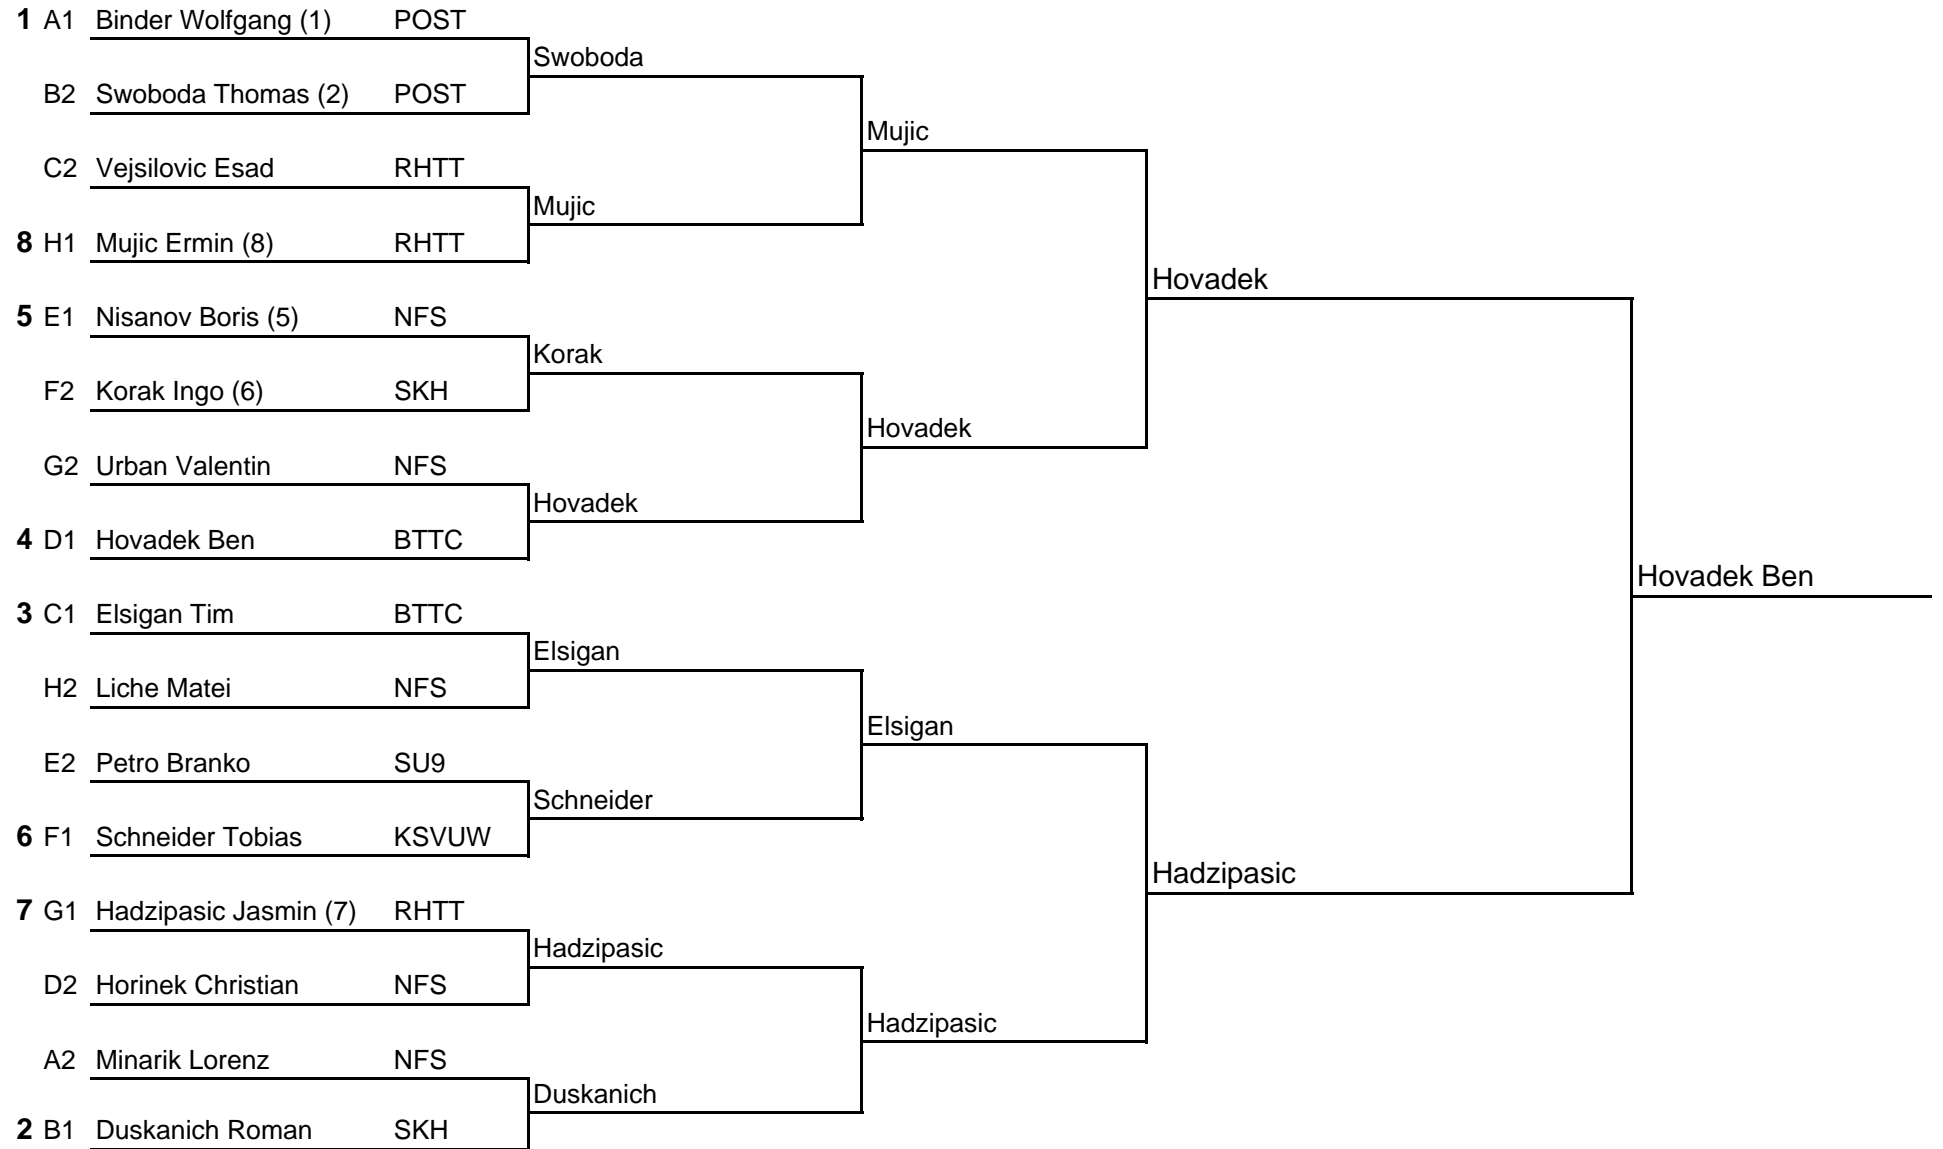 1 A1 Binder Wolfgang (1) POST
Swoboda
B2 Swoboda Thomas (2) POST
Mujic
C2 Vejsilovic Esad RHTT
Mujic
8 H1 Mujic Ermin (8) RHTT
Hovadek
5 E1 Nisanov Boris (5) NFS
Korak
F2 Korak Ingo (6) SKH
Hovadek
G2 Urban Valentin NFS
Hovadek
4 D1 Hovadek Ben BTTC
Hovadek Ben
3 C1 Elsigan Tim BTTC
Elsigan
H2 Liche Matei NFS
Elsigan
E2 Petro Branko SU9
Schneider
6 F1 Schneider Tobias KSVUW
Hadzipasic
7 G1 Hadzipasic Jasmin (7) RHTT
Hadzipasic
D2 Horinek Christian NFS
Hadzipasic
A2 Minarik Lorenz NFS
Duskanich
2 B1 Duskanich Roman SKH